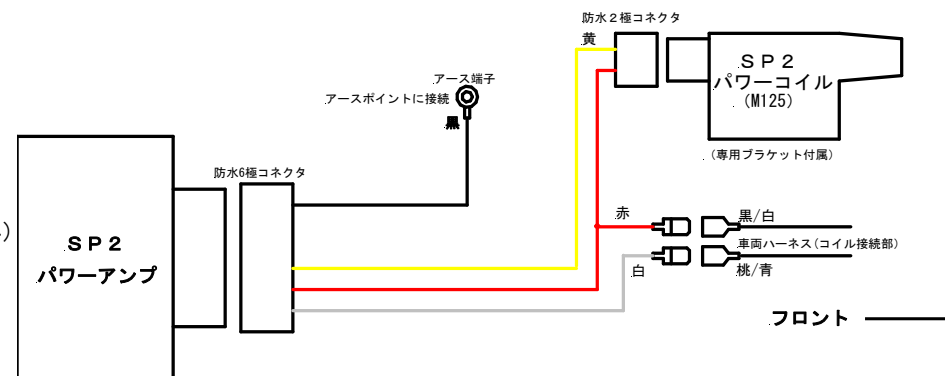 防水２極コネクタ
黄
ＳＰ２
パワーコイル
(M125)
(専用ブラケット付属)
アース端子
アースポイントに接続
黒
防水6極コネクタ
)
ＳＰ２
パワーアンプ
赤
黒/白
車両ハーネス(コイル接続部)
白
桃/青
フロント